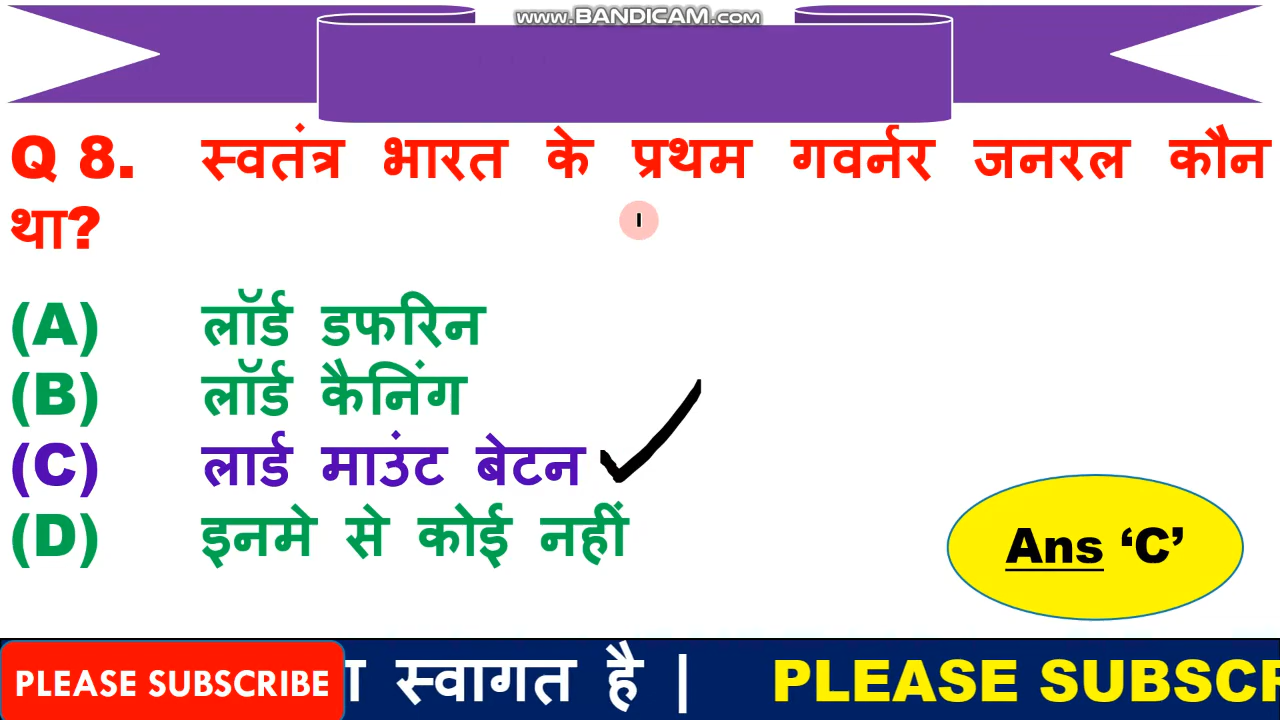 www.BANDICAM.com
Q 8. स्वतंत्र भारत के प्रथम गवर्नर जनरल कौन
था?
(A) लॉर्ड डफरिन
(B) लॉर्ड कैनिंग
(C) लार्ड माउंट बेटन
(D) इनमे से कोई नहीं
Ans ‘C’
PLEASE SUBSCRIBE
स्वागत है | PLEASE SUBSCR